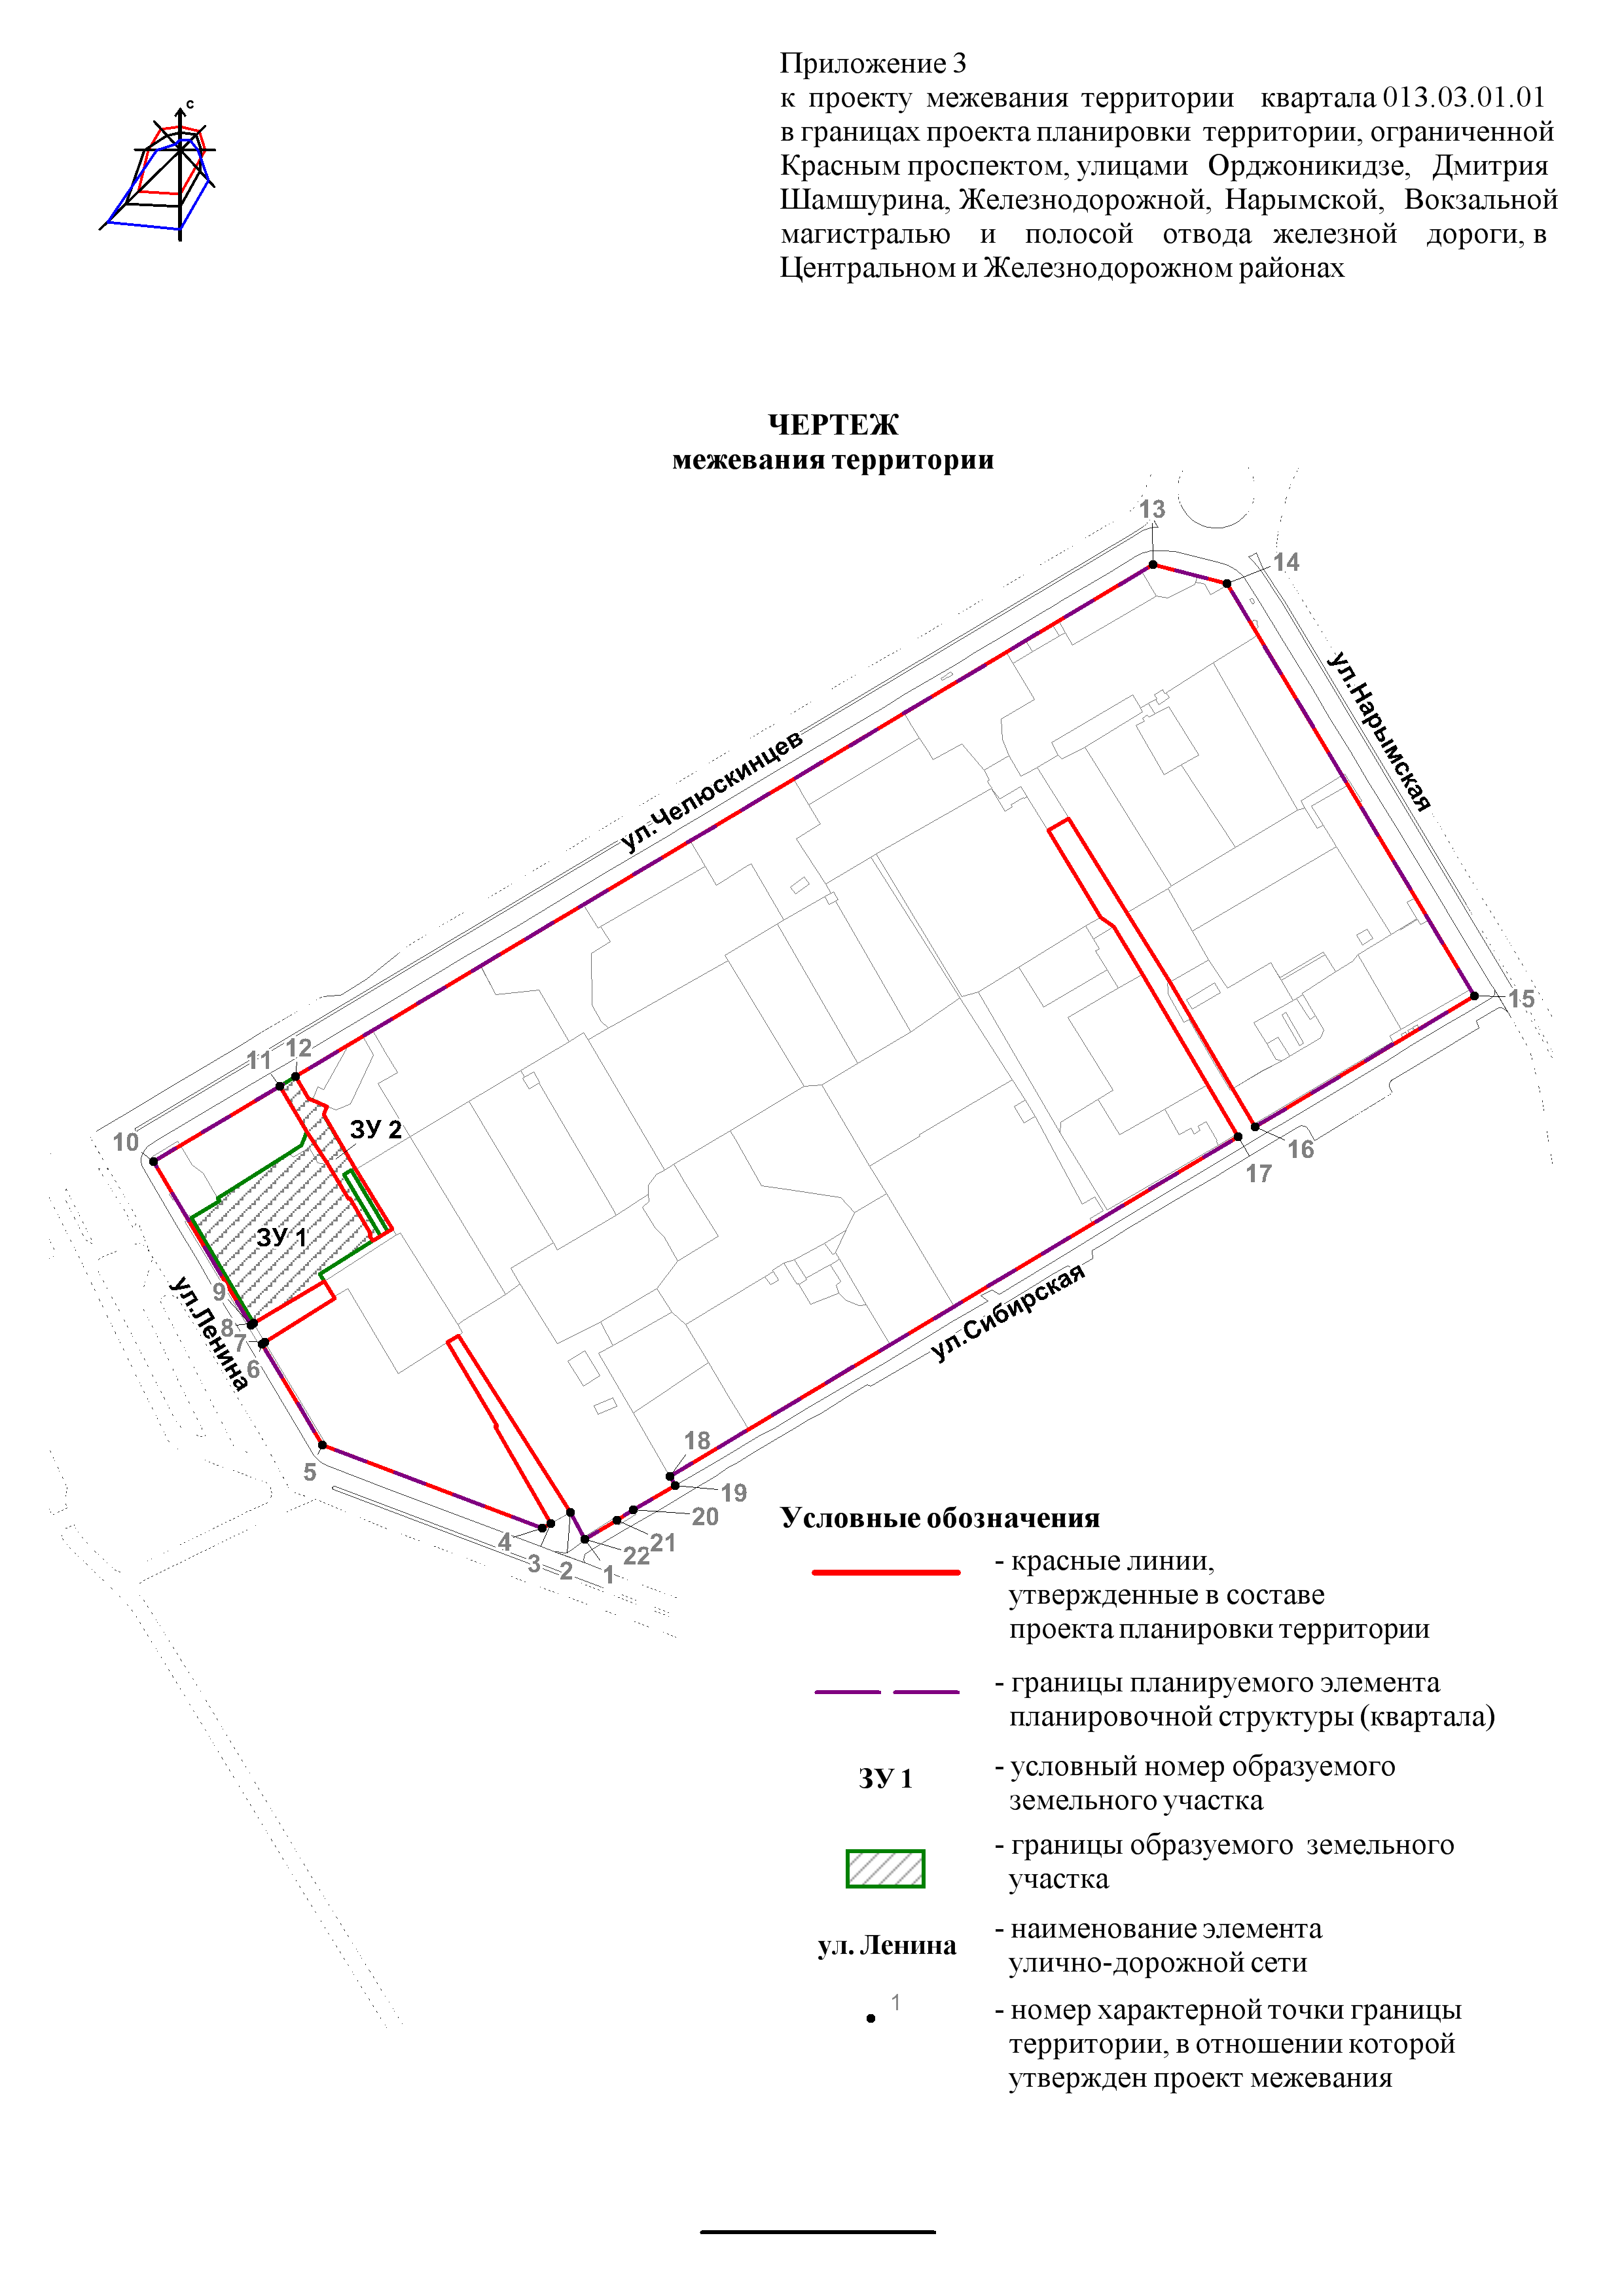 Приложение 3
к проекту межевания территории квартала 013.03.01.01
в границах проекта планировки территории, ограниченной
Красным проспектом, улицами Орджоникидзе, Дмитрия
Шамшурина, Железнодорожной, Нарымской, Вокзальной
магистралью и полосой отвода железной дороги, в
Центральном и Железнодорожном районах
с
ЧЕРТЕЖ
межевания территории
13
14
ул.Нарымская
ул.Челюскинцев
15
12
11
10
ЗУ 2
16
17
ЗУ 1
9
8
7
6
ул.Ленина
ул.Сибирская
18
5
19
20
4
21
22
3
2
1
Условные обозначения
- красные линии,
утвержденные в составе
проекта планировки территории
- границы планируемого элемента
планировочной структуры (квартала)
ЗУ 1
- условный номер образуемого
земельного участка
- границы образуемого земельного
участка
ул. Ленина
- наименование элемента
улично-дорожной сети
1
- номер характерной точки границы
территории, в отношении которой
утвержден проект межевания